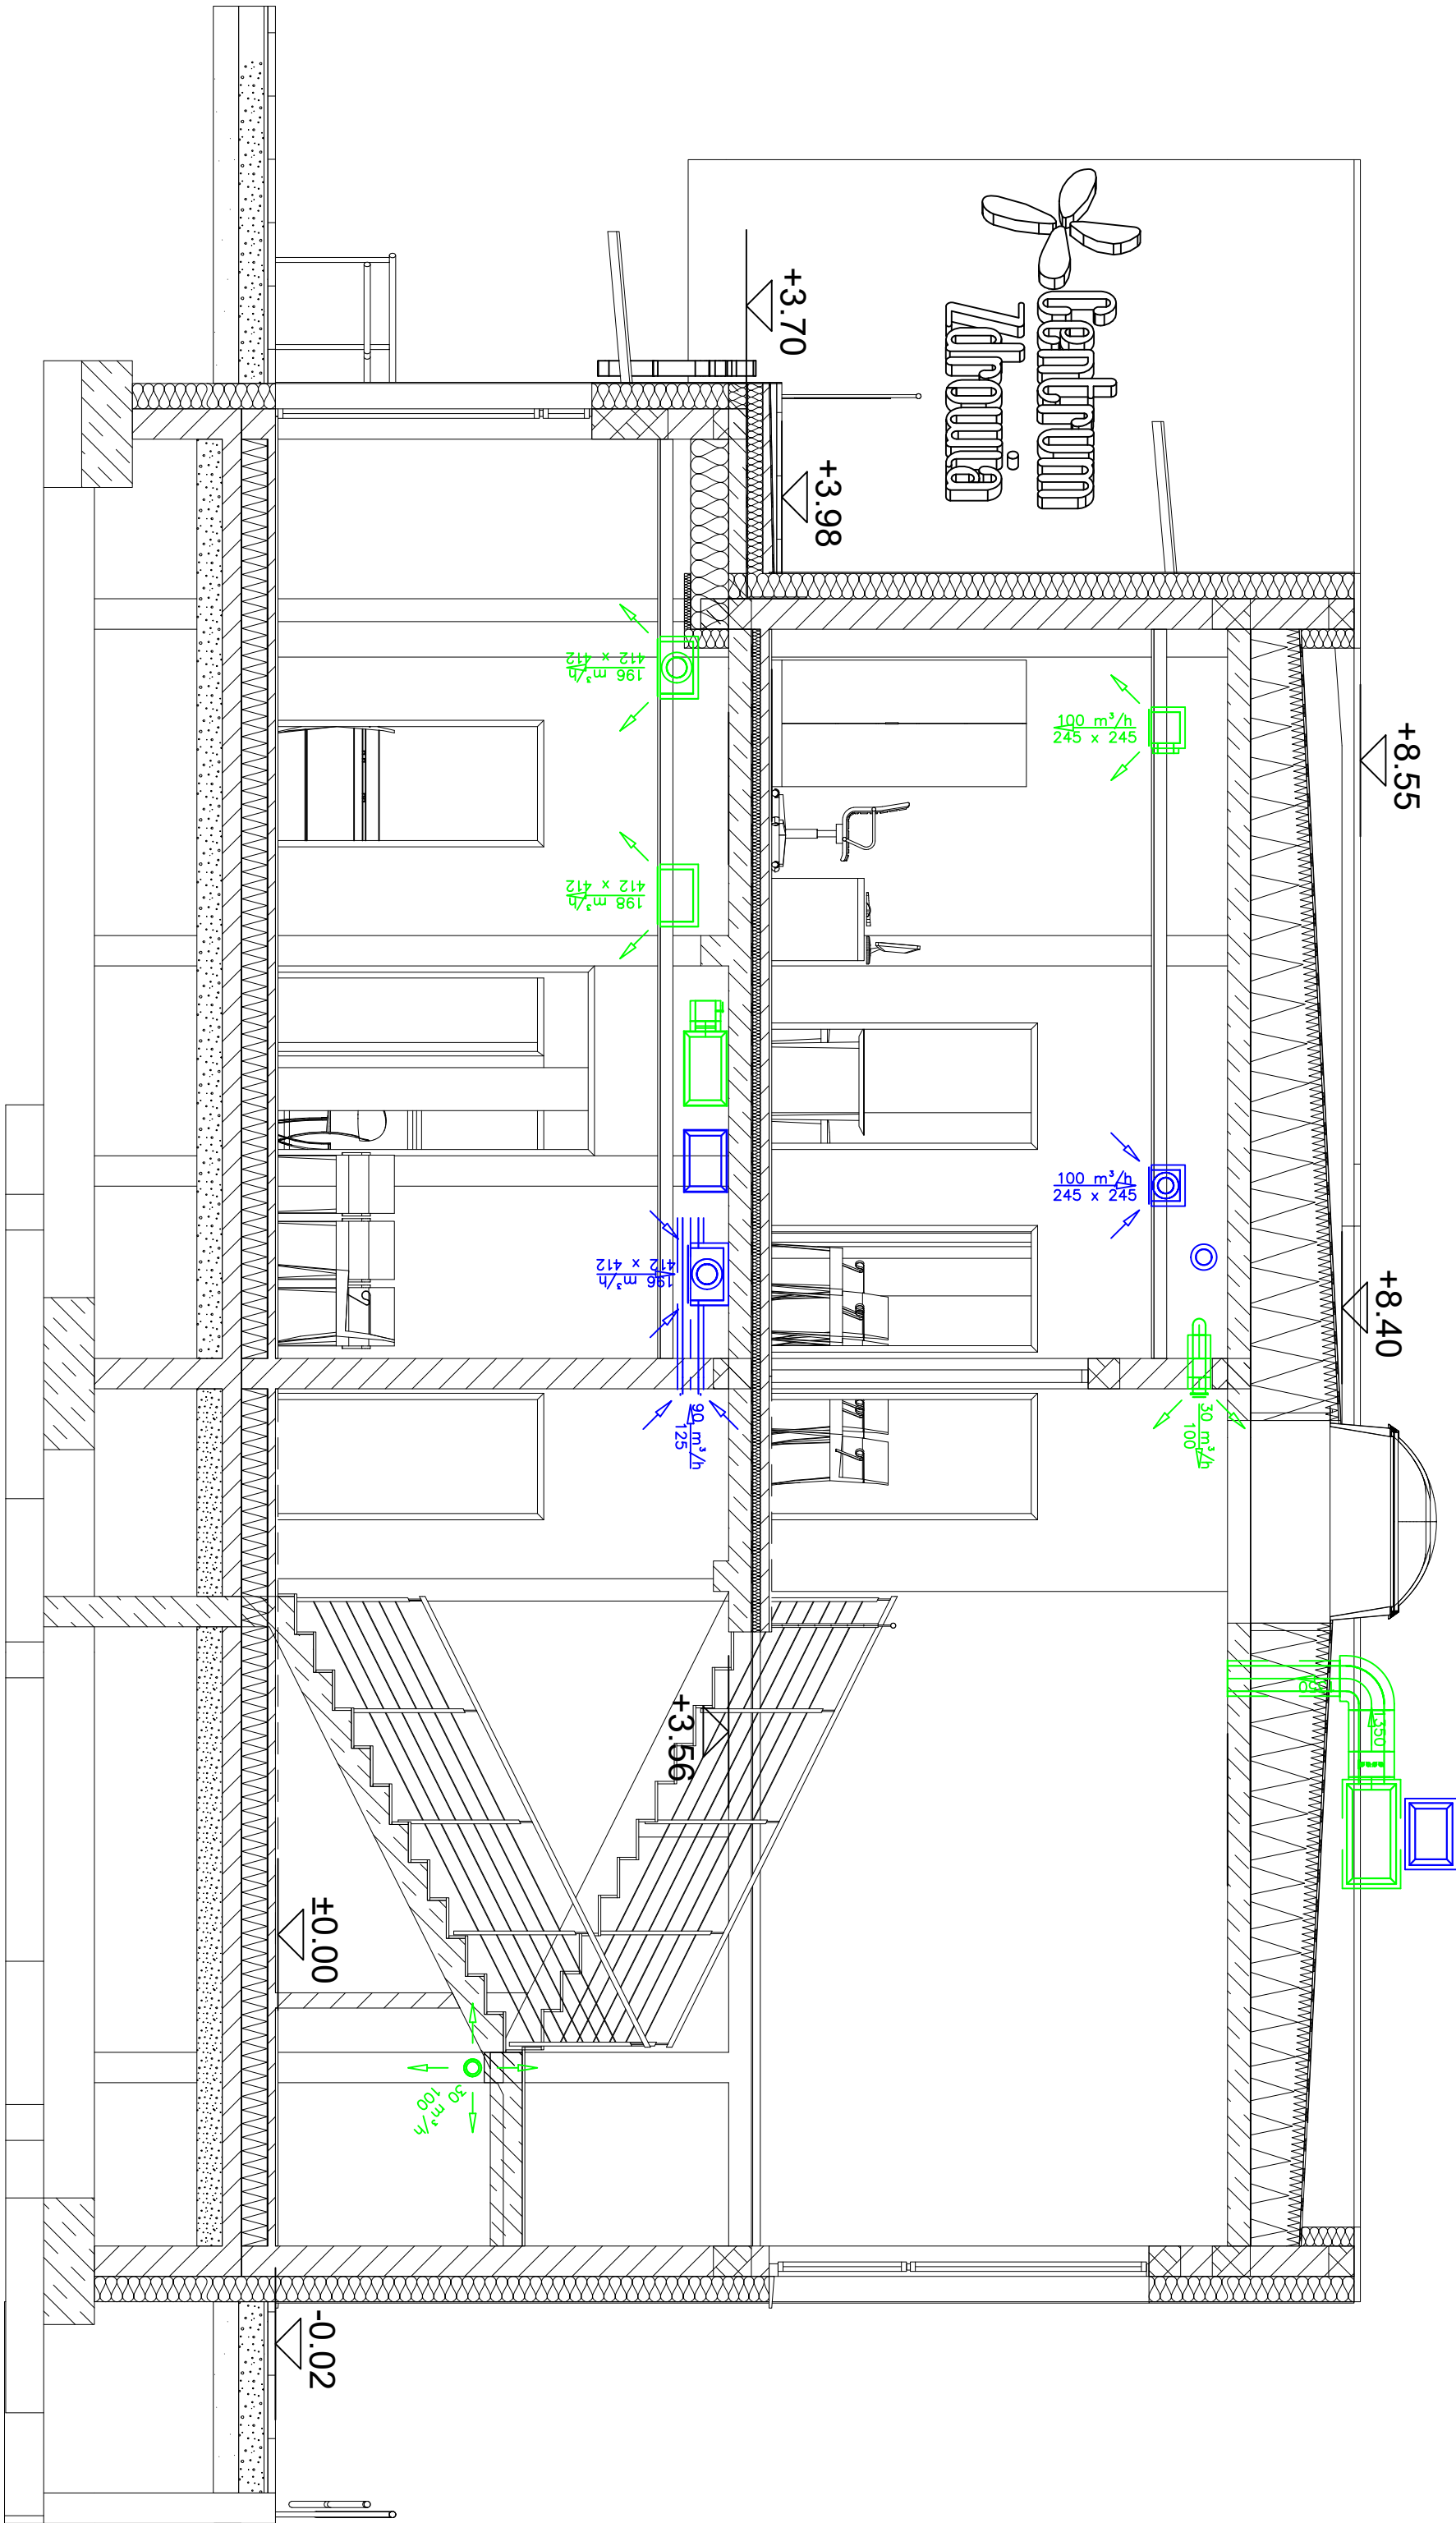 Centrum
Zdrowia
+3.70
+3.98
+8.55
+8.40
+3.56
±0.00
-0.02
196 m³/h
412 x 412
198 m³/h
412 x 412
100 m³/h
245 x 245
100 m³/h
245 x 245
196 m³/h
412 x 412
90 m³/h
125
30 m³/h
100
30 m³/h
100